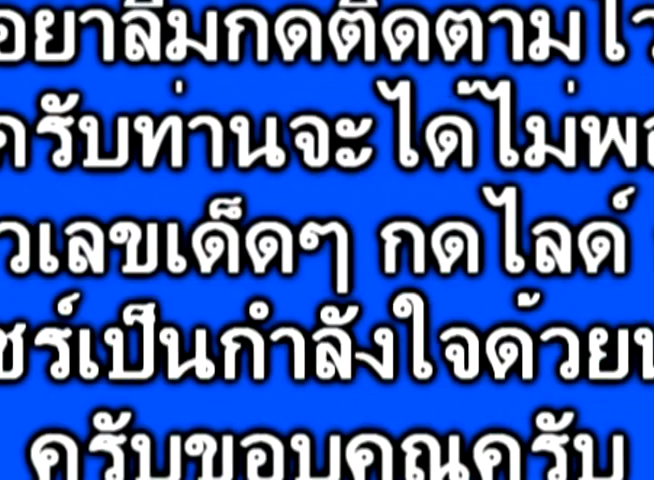 อยาลืมกดติดตามไว
ครับท่านจะได้ไม่พล
วเลขเด็ดๆ กดไลด์
ชร์เป็นกำลังใจด้วยน
ครับขอบคุณครับ